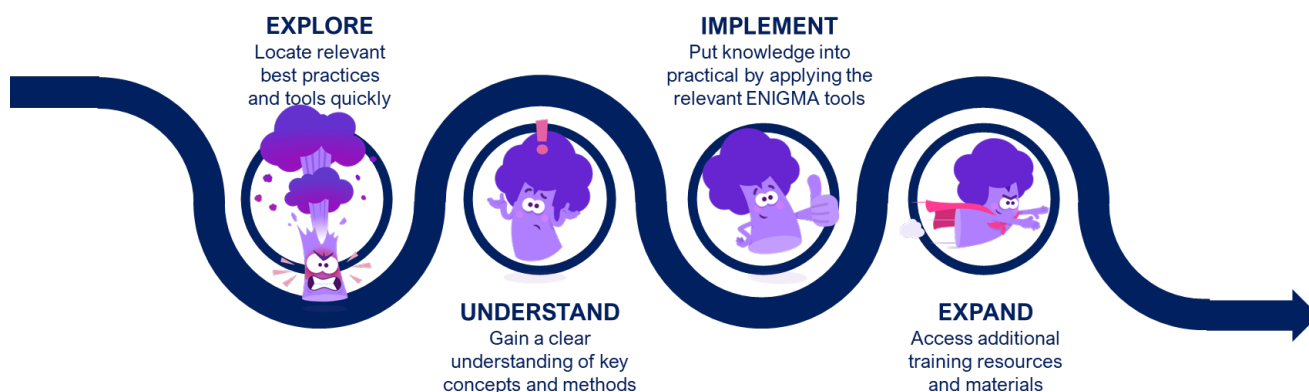 EXPLORE
Locate relevant
best practices
and tools quickly
UNDERSTAND
Gain a clear
understanding of key
concepts and methods
IMPLEMENT
Put knowledge into
practical by applying the
relevant ENIGMA tools
EXPAND
Access additional
training resources
and materials